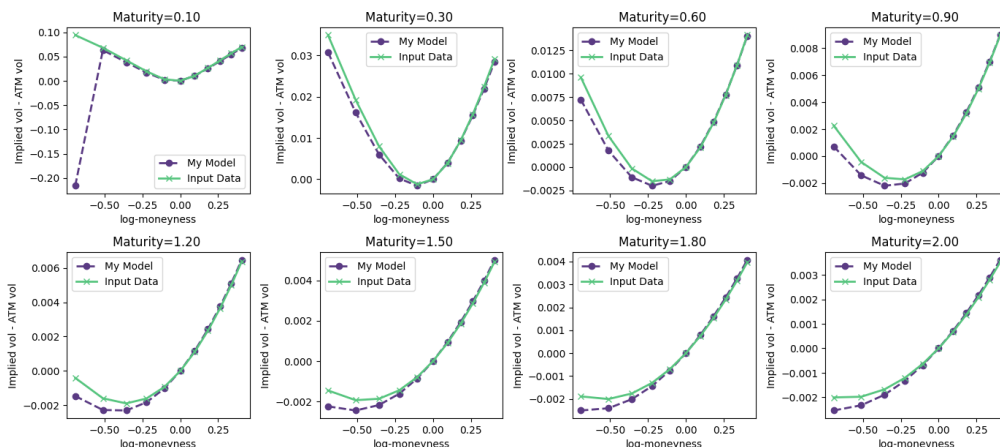 Maturity=0.10
Implied vol - ATM vol
0.10
0.05
0.00
−0.05
−0.10
−0.15
−0.20
My Model
Input Data
−0.50
−0.25
0.00
0.25
log-moneyness
Maturity=0.30
Implied vol - ATM vol
0.03
0.02
0.01
0.00
My Model
Input Data
−0.50
−0.25
0.00
0.25
log-moneyness
Maturity=0.60
Implied vol - ATM vol
0.0125
0.0100
0.0075
0.0050
0.0025
0.0000
−0.0025
My Model
Input Data
−0.50
−0.25
0.00
0.25
log-moneyness
Maturity=0.90
Implied vol - ATM vol
0.008
0.006
0.004
0.002
0.000
−0.002
My Model
Input Data
−0.50
−0.25
0.00
0.25
log-moneyness
Maturity=1.20
Implied vol - ATM vol
0.006
0.004
0.002
0.000
−0.002
My Model
Input Data
−0.50
−0.25
0.00
0.25
log-moneyness
Maturity=1.50
Implied vol - ATM vol
0.004
0.002
0.000
−0.002
My Model
Input Data
−0.50
−0.25
0.00
0.25
log-moneyness
Maturity=1.80
Implied vol - ATM vol
0.004
0.003
0.002
0.001
0.000
−0.001
−0.002
My Model
Input Data
−0.50
−0.25
0.00
0.25
log-moneyness
Maturity=2.00
Implied vol - ATM vol
0.003
0.002
0.001
0.000
−0.001
−0.002
My Model
Input Data
−0.50
−0.25
0.00
0.25
log-moneyness